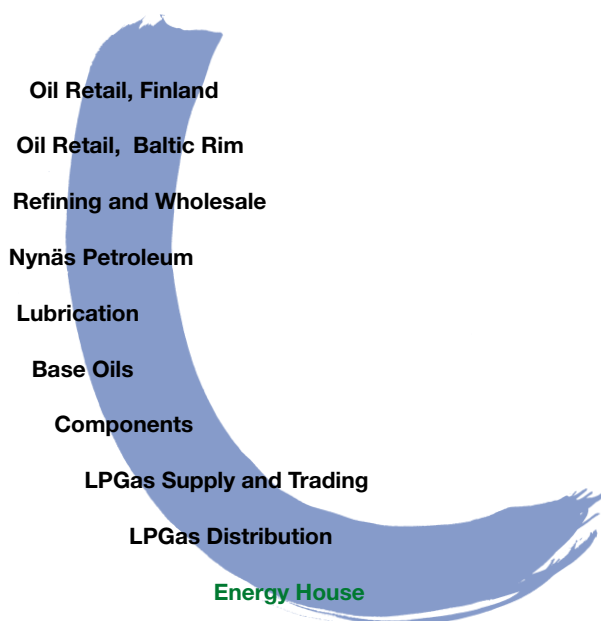 Oil Retail, Finland
Oil Retail, Baltic Rim
Refining and Wholesale
Nynäs Petroleum
Lubrication
Base Oils
Components
LPGas Supply and Trading
LPGas Distribution
Energy House